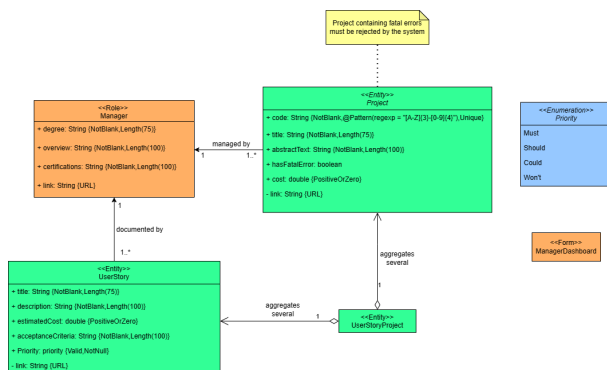 Project containing fatal errors
must be rejected by the system
<<Entity>>
Project
+ code: String {NotBlank,@Pattern(regexp = "[A-Z]{3}-[0-9]{4}"),Unique}
+ title: String {NotBlank,Length(75)}
+ abstractText: String {NotBlank,Length(100)}
+ hasFatalError: boolean
+ cost: double {PositiveOrZero}
- link: String {URL}
<<Role>>
Manager
+ degree: String {NotBlank,Length(75)}
+ overview: String {NotBlank,Length(100)}
+ certifications: String {NotBlank,Length(100)}
+ link: String {URL}
managed by
1
1..*
<<Enumeration>>
Priority
Must
Should
Could
Won't
1
documented by
1..*
<<Form>>
ManagerDashboard
aggregates
several
1
<<Entity>>
UserStory
+ title: String {NotBlank,Length(75)}
+ description: String {NotBlank,Length(100)}
+ estimatedCost: double {PositiveOrZero}
+ acceptanceCriteria: String {NotBlank,Length(100)}
+ Priority: priority {Valid,NotNull}
- link: String {URL}
aggregates
several
1
<<Entity>>
UserStoryProject